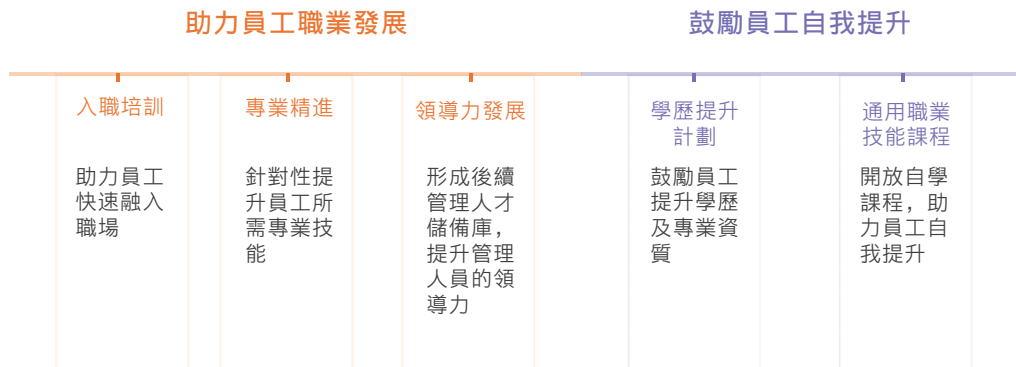 助力員工職業發展
鼓勵員工自我提升
入職培訓
助力員工
快速融入
職場
專業精進
針對性提
升員工所
需專業技
能
領導力發展
形成後續
管理人才
儲備庫，
提升管理
人員的領
導力
學歷提升
計劃
鼓勵員工
提升學歷
及專業資
質
通用職業
技能課程
開放自學
課程，助
力員工自
我提升